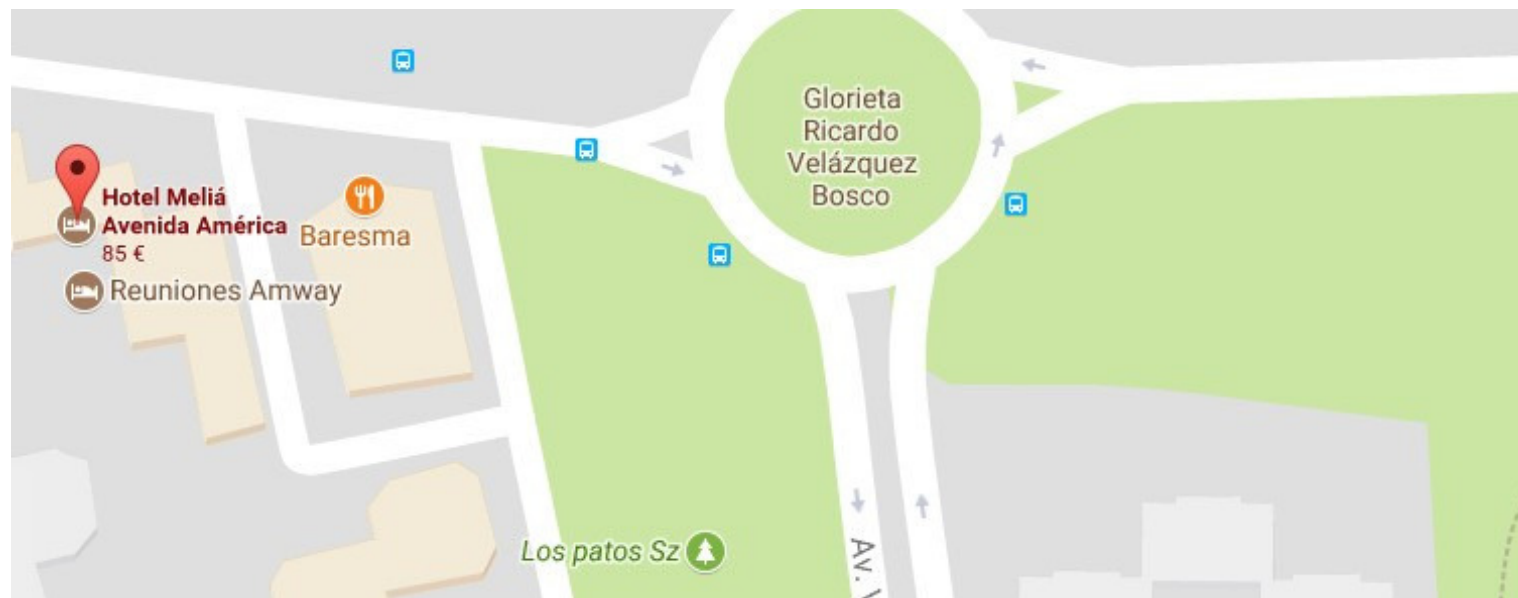 Glorieta
Ricardo
Velázquez
Bosco
Hotel Meliá
Avenida América
85 €
Baresma
Reuniones Amway
Los patos Sz
Av.